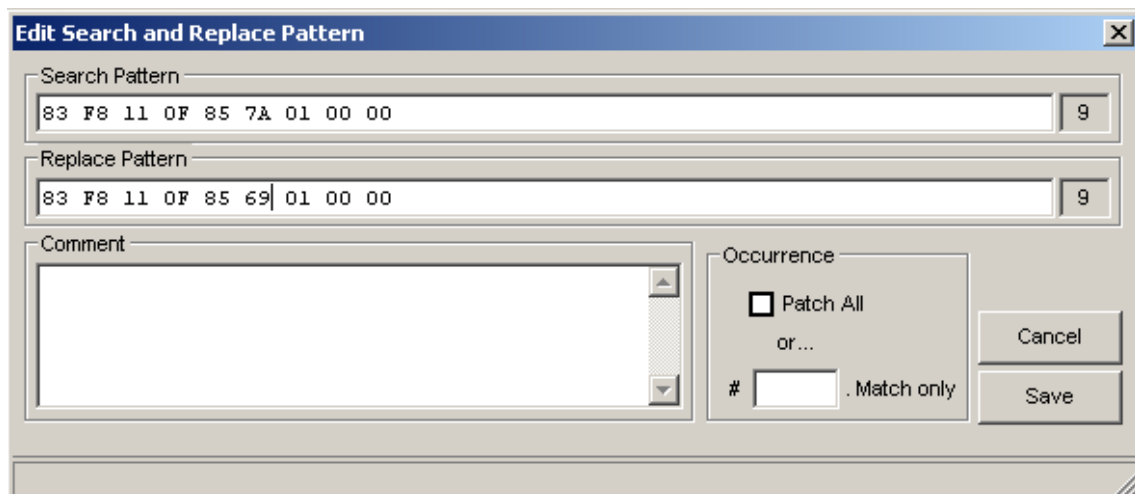 Edit Search and Replace Pattern
Search Pattern
83 F8 11 0F 85 7A 01 00 00
9
Replace Pattern
83 F8 11 0F 85 69 01 00 00
9
Comment
Occurrence
Patch All
or...
# . Match only
Cancel
Save